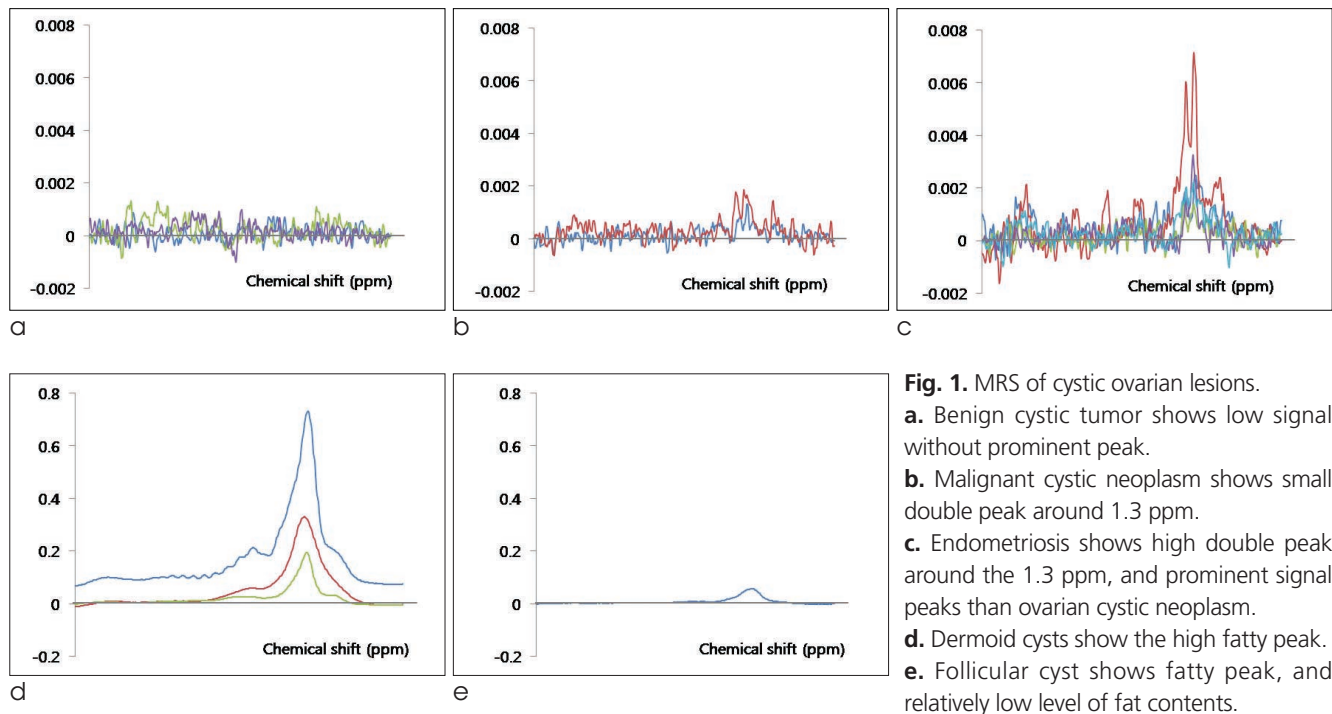 0.008
0.006
0.004
0.002
0
-0.002
Chemical shift (ppm)
a
0.008
0.006
0.004
0.002
0
-0.002
Chemical shift (ppm)
b
0.008
0.006
0.004
0.002
0
-0.002
Chemical shift (ppm)
c
0.8
0.6
0.4
0.2
0
-0.2
Chemical shift (ppm)
d
0.8
0.6
0.4
0.2
0
-0.2
Chemical shift (ppm)
e
Fig. 1. MRS of cystic ovarian lesions.
a. Benign cystic tumor shows low signal
without prominent peak.
b. Malignant cystic neoplasm shows small
double peak around 1.3 ppm.
c. Endometriosis shows high double peak
around the 1.3 ppm, and prominent signal
peaks than ovarian cystic neoplasm.
d. Dermoid cysts show the high fatty peak.
e. Follicular cyst shows fatty peak, and
relatively low level of fat contents.